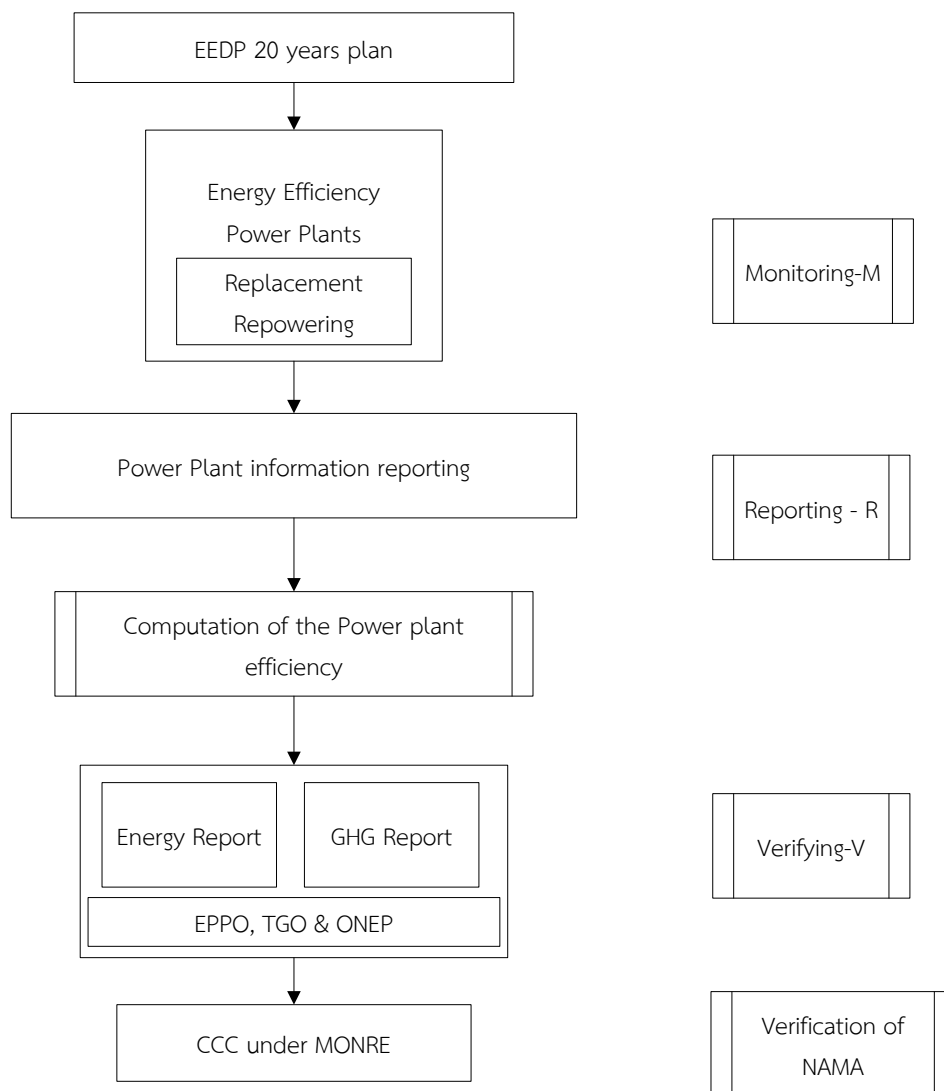 EEDP 20 years plan
Energy Efficiency
Power Plants
Replacement
Repowering
Monitoring-M
Power Plant information reporting
Reporting - R
Computation of the Power plant
efficiency
Energy Report
GHG Report
EPPO, TGO & ONEP
Verifying-V
CCC under MONRE
Verification of
NAMA